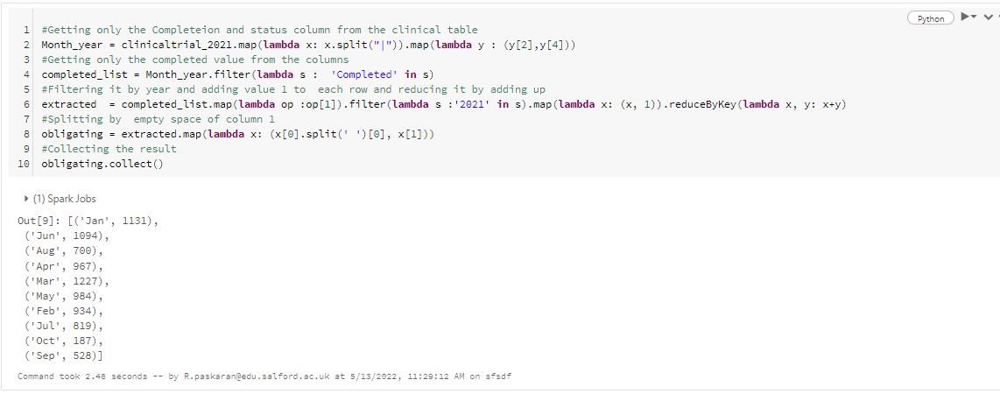 Python
1 #Getting only the Completeion and status column from the clinical table
2 Month_year = clinicaltrial_2021.map(lambda x: x.split("|")).map(lambda y : (y[2],y[4]))
3 #Getting only the completed value from the columns
4 completed_list = Month_year.filter(lambda s :  'Completed' in s)
5 #Filtering it by year and adding value 1 to  each row and reducing it by adding up
6 extracted  = completed_list.map(lambda op :op[1]).filter(lambda s :'2021' in s).map(lambda x: (x, 1)).reduceByKey(lambda x, y: x+y)
7 #Spitting by  empty space of column 1
8 obligating = extracted.map(lambda x: (x[0].split(' ')[0], x[1]))
9 #Collecting the result
10 obligating.collect()
(1) Spark Jobs
Out[9]: [('Jan', 1131),
('Jun', 1094),
('Aug', 700),
('Apr', 967),
('Mar', 1227),
('May', 984),
('Feb', 934),
('Jul', 819),
('Oct', 187),
('Sep', 528)]
Command took 2.48 seconds -- by R.paskaran@edu.salford.ac.uk at 5/13/2022, 11:29:12 AM on sfsdf